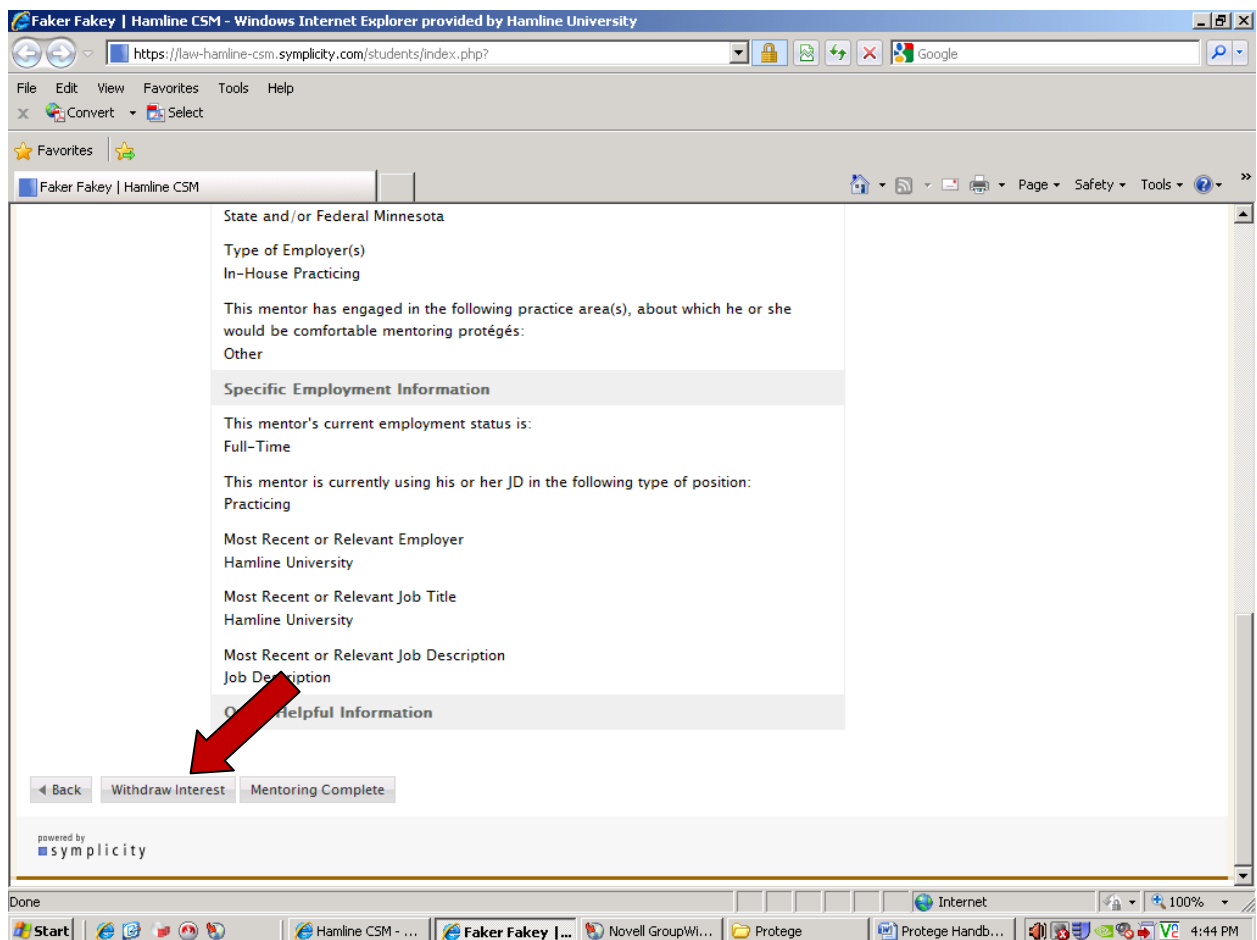 Faker Fakey | Hamline CSM - Windows Internet Explorer provided by Hamline University
https://law-hamline-csm.symplicity.com/students/index.php?
Google
File Edit View Favorites Tools Help
x Convert Select
Favorites
Faker Fakey | Hamline CSM
Page Safety Tools »
State and/or Federal Minnesota
Type of Employer(s)
In-House Practicing
This mentor has engaged in the following practice area(s), about which he or she
would be comfortable mentoring protégés:
Other
Specific Employment Information
This mentor's current employment status is:
Full-Time
This mentor is currently using his or her JD in the following type of position:
Practicing
Most Recent or Relevant Employer
Hamline University
Most Recent or Relevant Job Title
Hamline University
Most Recent or Relevant Job Description
Job Description
Helpful Information
Back Withdraw Interest Mentoring Complete
powered by
symplicity
Done Internet 100%
Start Hamline CSM - ... Faker Fakey |... Novell GroupWi... Protege Protege Handb... 4:44 PM